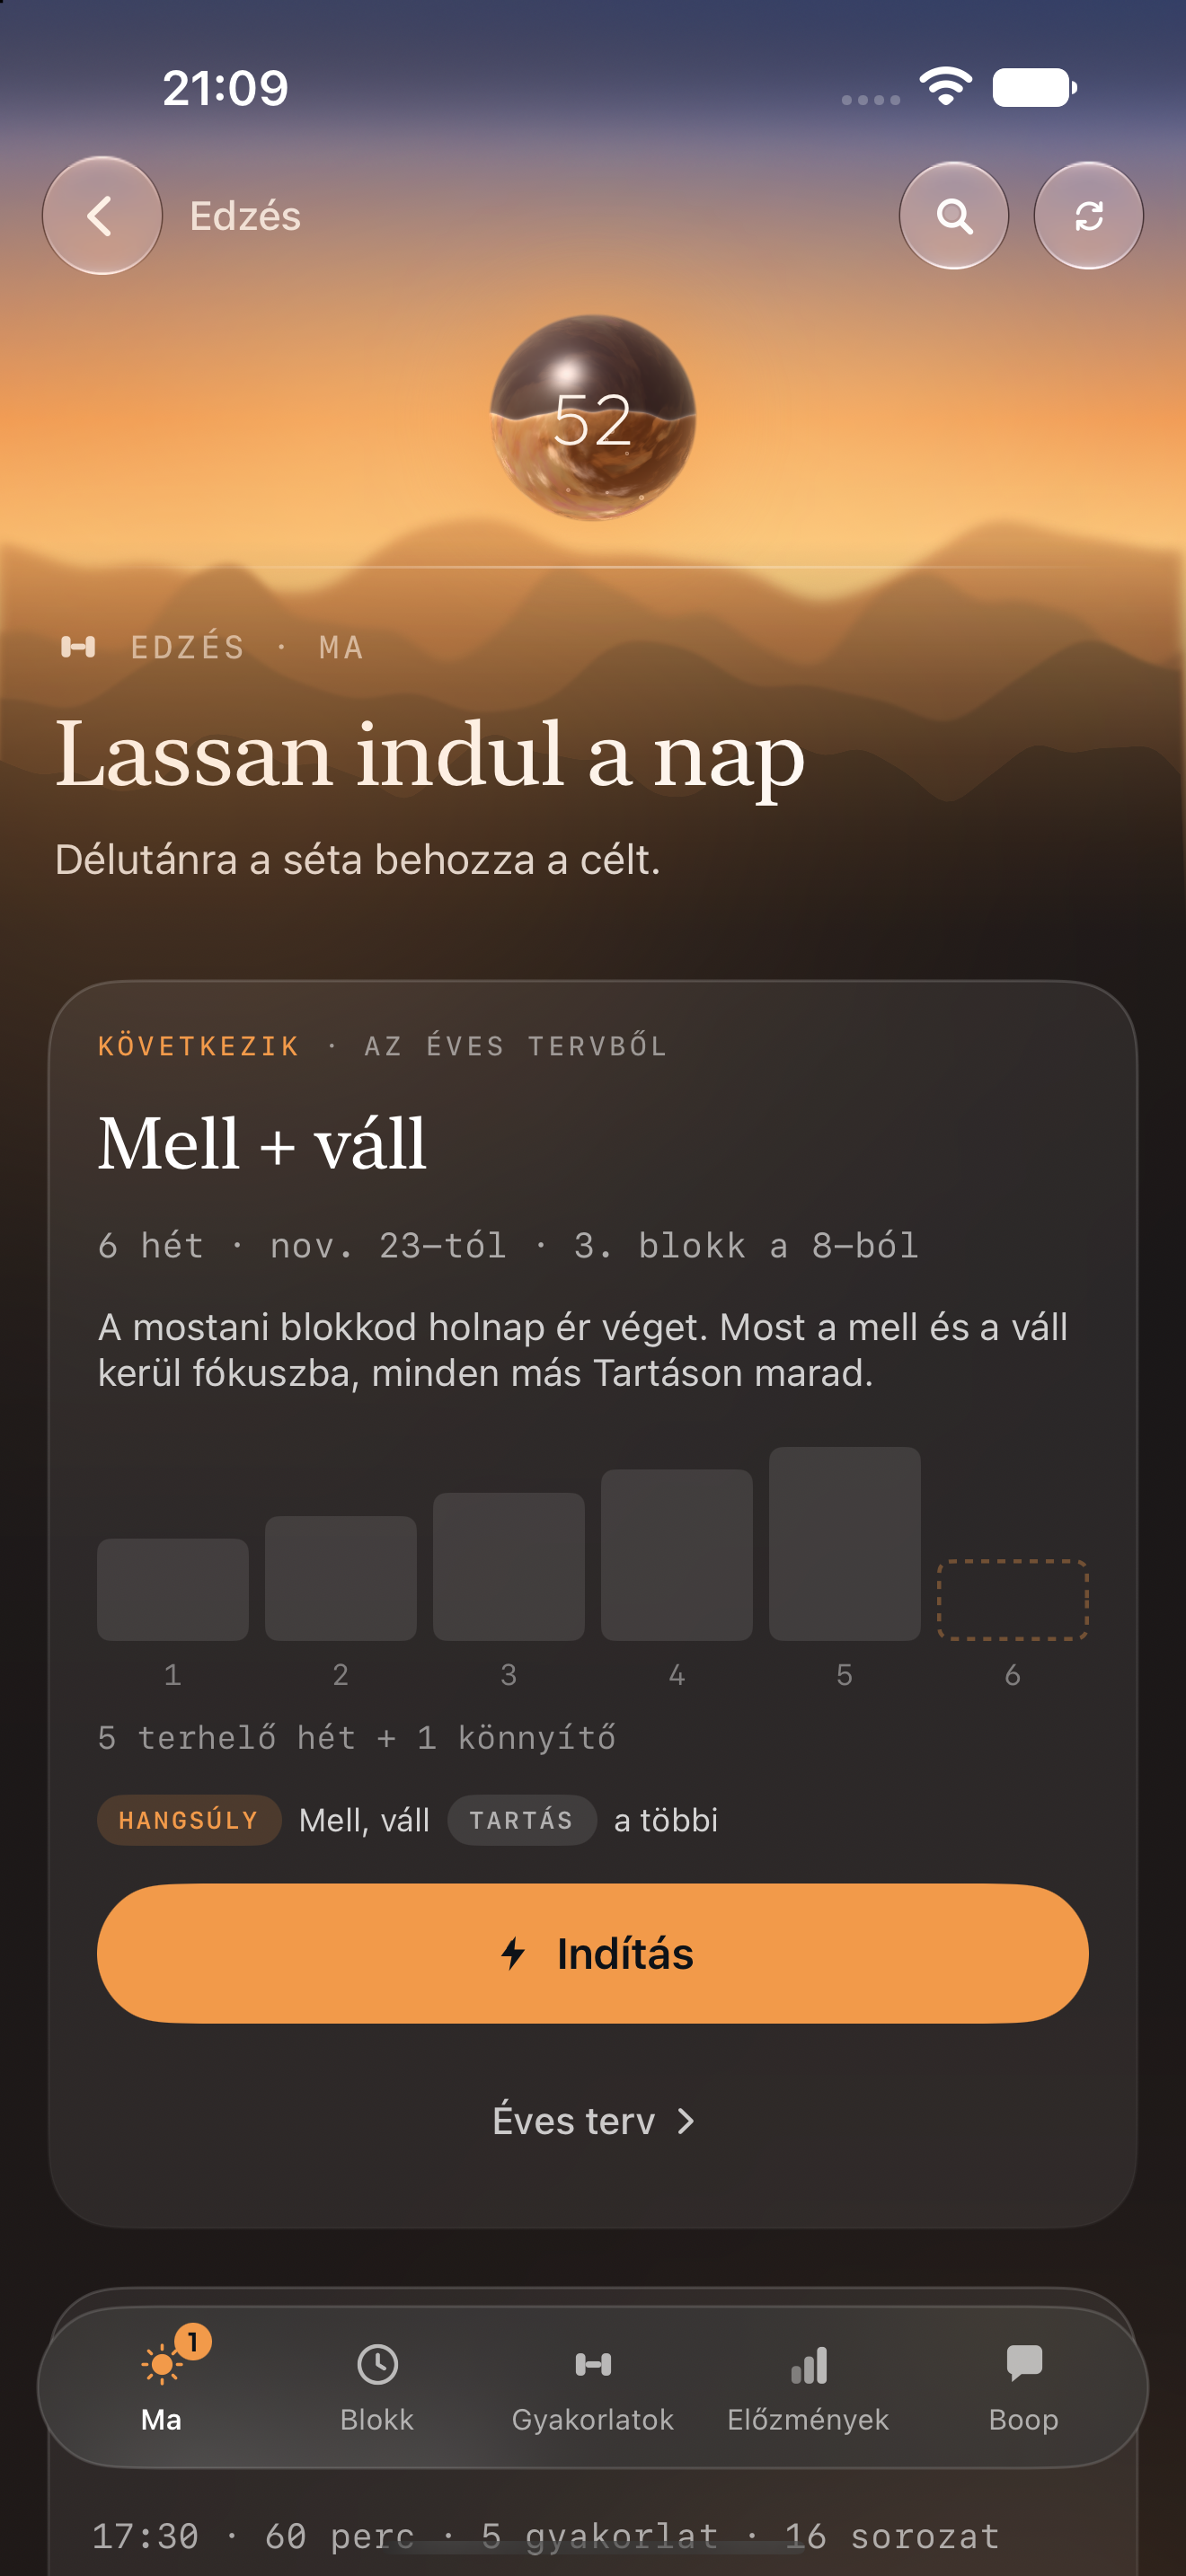 21:09
Edzés
52
EDZÉS · MA
Lassan indul a nap
Délutánra a séta behozza a célt.
KÖVETKEZIK · AZ ÉVES TERVBŐL
Mell + váll
6 hét · nov. 23–tól · 3. blokk a 8–ból
A mostani blokkod holnap ér véget. Most a mell és a váll
kerül fókuszba, minden más Tartáson marad.
1 2 3 4 5 6
5 terhelő hét + 1 könnyítő
HANGSÚLY Mell, váll TARTÁS a többi
Indítás
Éves terv
1
Ma Blokk Gyakorlatok Előzmények Boop
17:30 · 60 perc · 5 gyakorlat · 16 sorozat